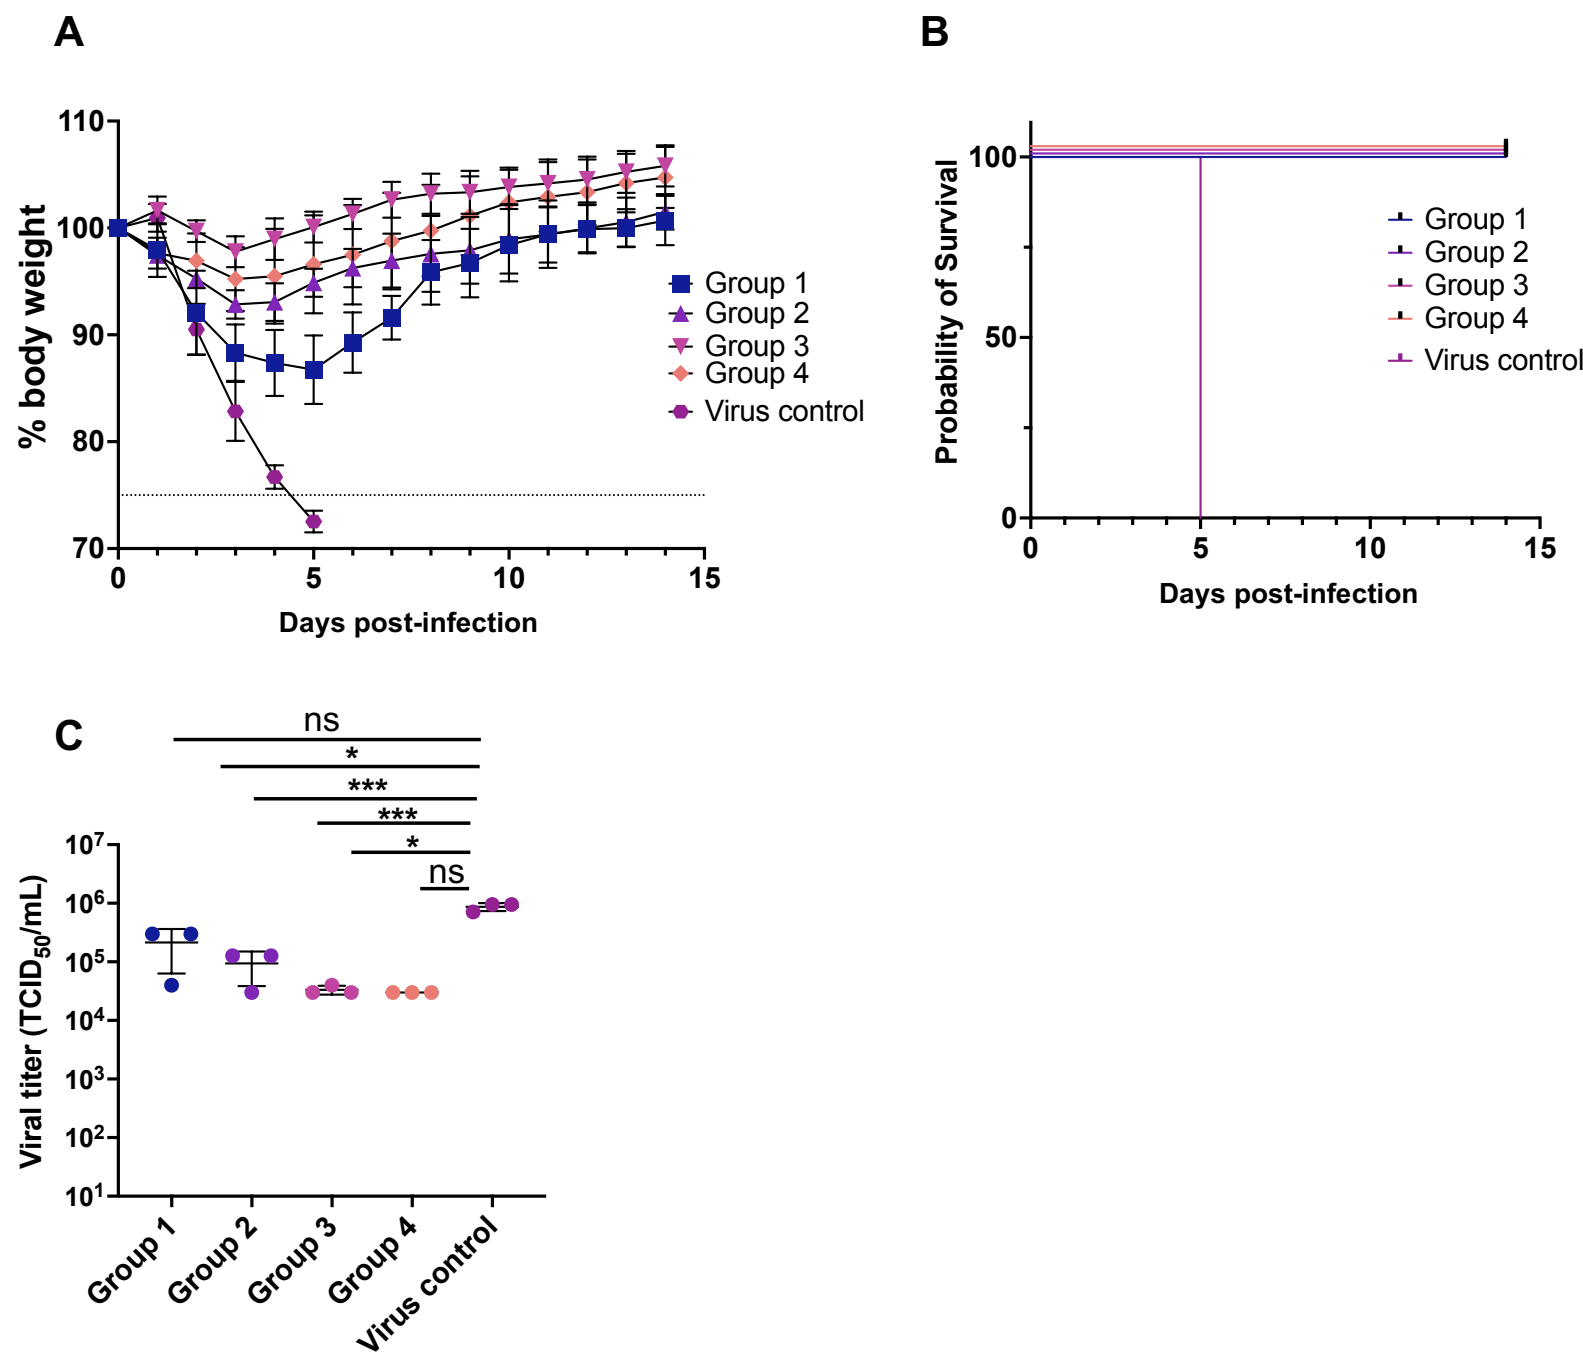 A
110
100
90
80
70
% body weight
0 5 10 15
Days post-infection
Group 1
Group 2
Group 3
Group 4
Virus control
B
100
50
0
Probability of Survival
0 5 10 15
Days post-infection
Group 1
Group 2
Group 3
Group 4
Virus control
C
ns
*
***
***
*
ns
10⁷
10⁶
10⁵
10⁴
10³
10²
10¹
Viral titer (TCID₅₀/mL)
Group 1
Group 2
Group 3
Group 4
Virus control